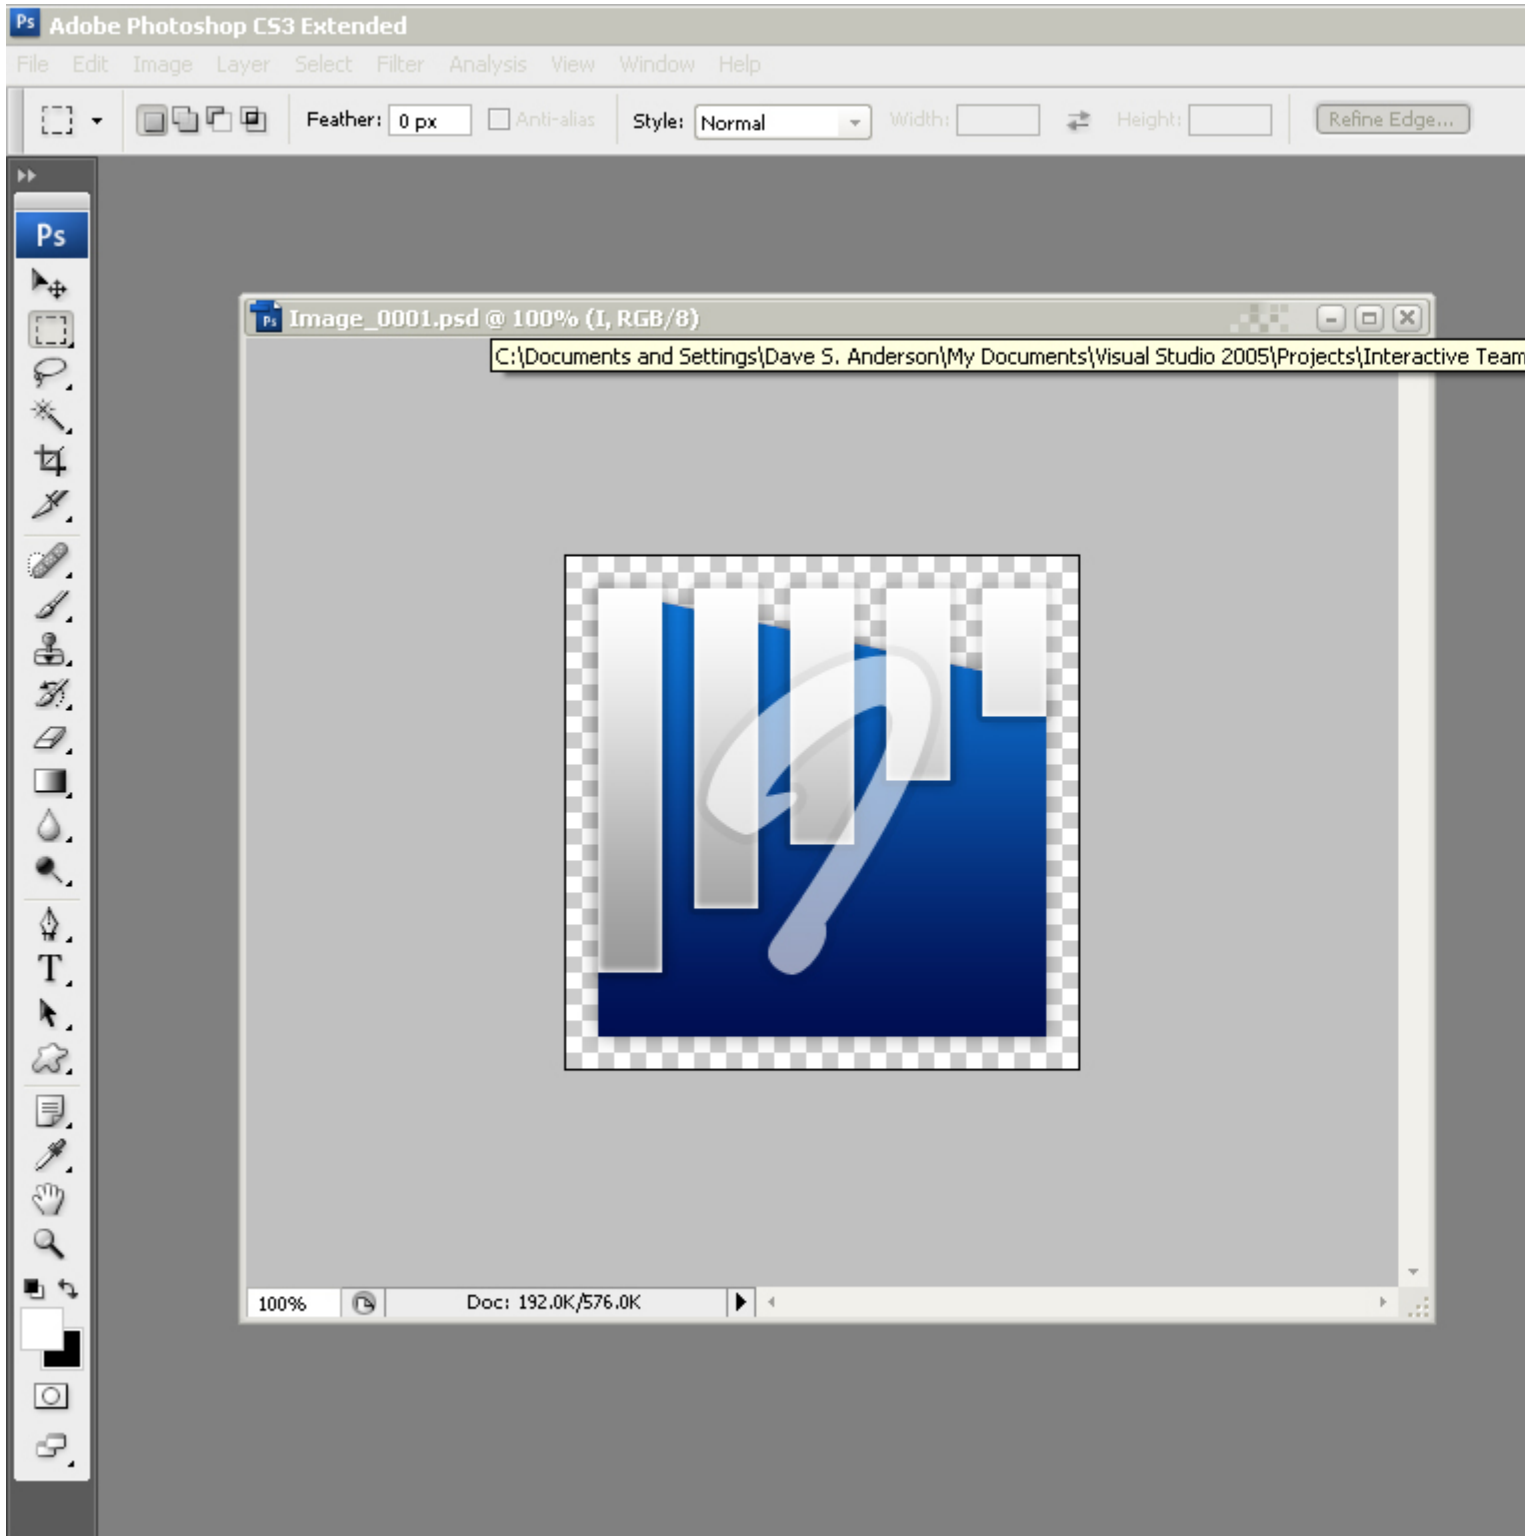 Ps Adobe Photoshop CS3 Extended
File Edit Image Layer Select Filter Analysis View Window Help
Feather: 0 px Anti-alias Style: Normal Width: Height: Refine Edge...
Ps
Ps Image_0001.psd @ 100% (I, RGB/8)
C:\Documents and Settings\Dave S. Anderson\My Documents\Visual Studio 2005\Projects\Interactive Team
T
100% Doc: 192.0K/576.0K